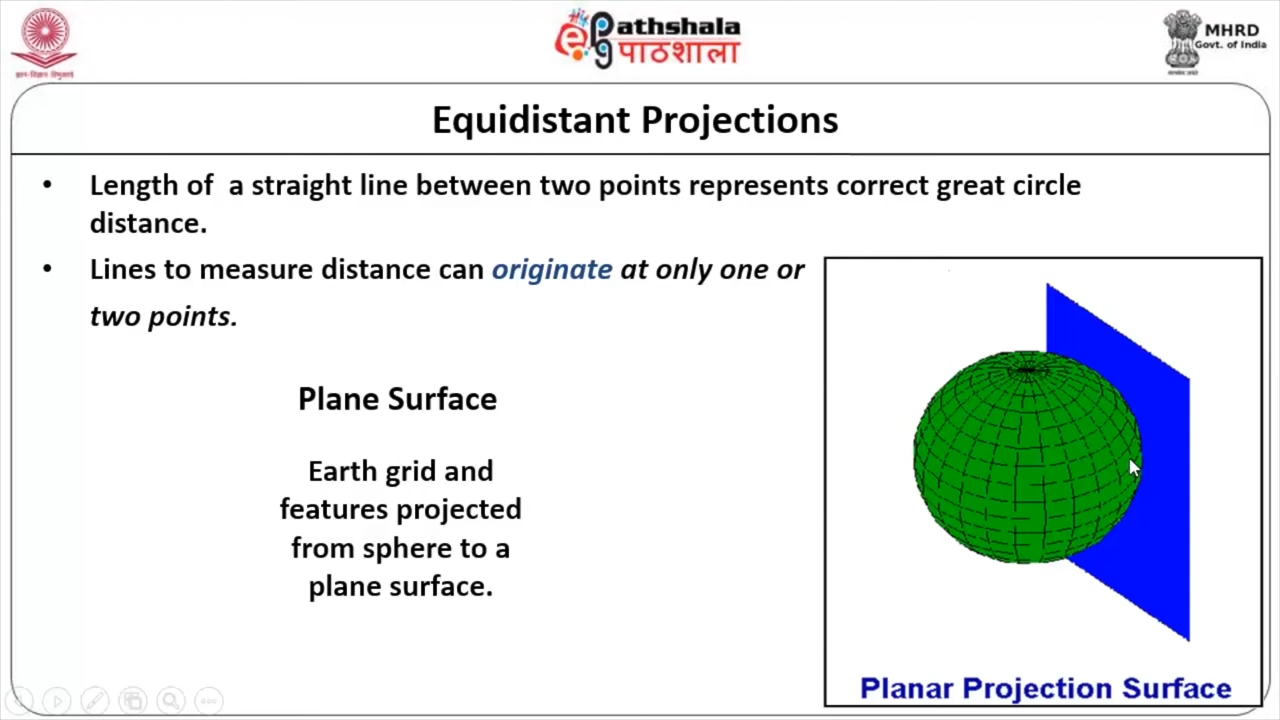 ePG Pathshala
पाठशाला
MHRD
Govt. of India
Equidistant Projections
• Length of a straight line between two points represents correct great circle
distance.
• Lines to measure distance can originate at only one or
two points.
Plane Surface
Earth grid and
features projected
from sphere to a
plane surface.
Planar Projection Surface